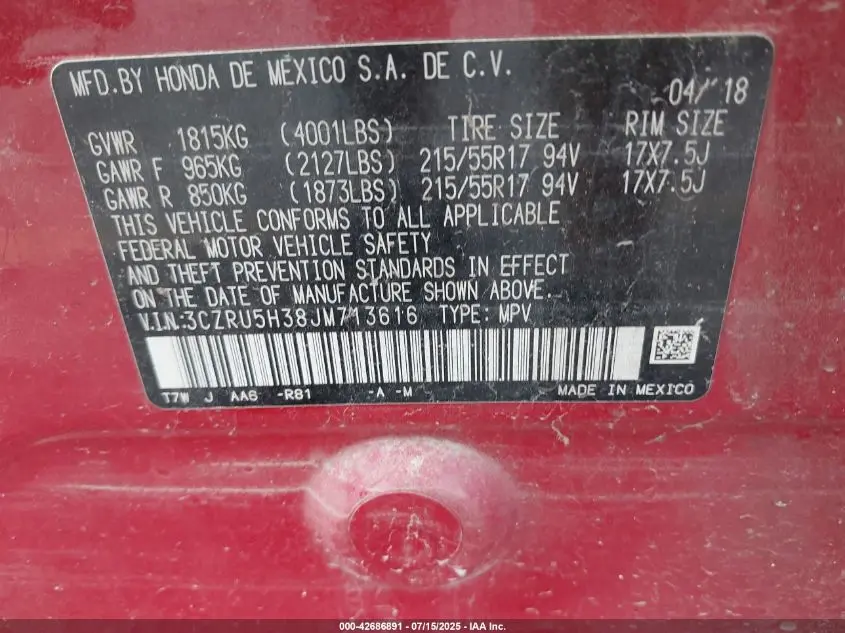 MFD.BY HONDA DE MEXICO S.A. DE C.V. 04/'18
GVWR 1815KG (4001LBS) TIRE SIZE RIM SIZE
GAWR F 965KG (2127LBS) 215/55R17 94V 17X7.5J
GAWR R 850KG (1873LBS) 215/55R17 94V 17X7.5J
THIS VEHICLE CONFORMS TO ALL APPLICABLE
FEDERAL MOTOR VEHICLE SAFETY
AND THEFT PREVENTION STANDARDS IN EFFECT
ON THE DATE OF MANUFACTURE SHOWN ABOVE.
V.I.N:3CZRU5H38JM713616 TYPE: MPV
T7W J AA6 -R81 -A -M MADE IN MEXICO
000-42686891 - 07/15/2025 - IAA Inc.